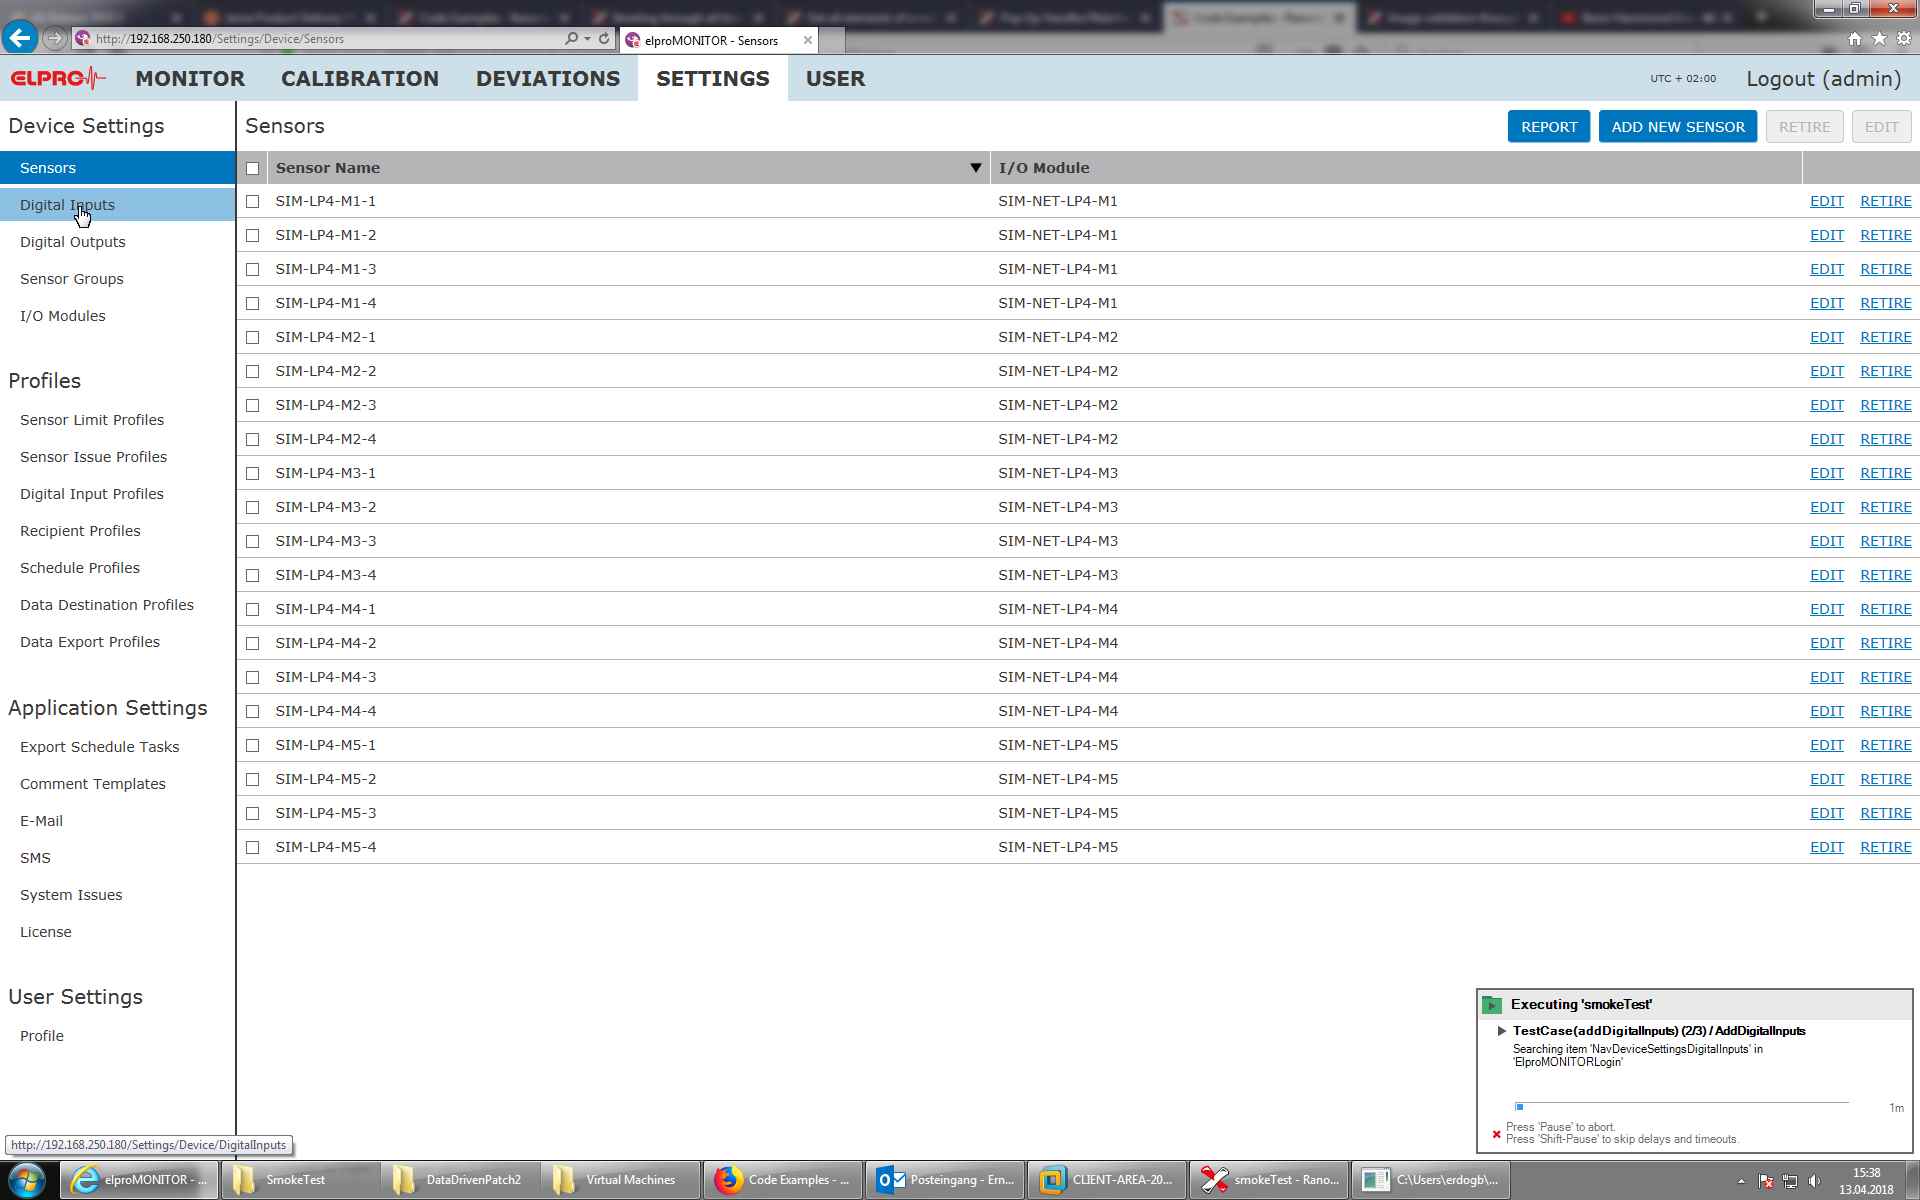 http://192.168.250.180/Settings/Device/Sensors
elproMONITOR - Sensors
ELPRO
MONITOR
CALIBRATION
DEVIATIONS
SETTINGS
USER
UTC + 02:00
Logout (admin)
Device Settings
Sensors
Digital Inputs
Digital Outputs
Sensor Groups
I/O Modules
Profiles
Sensor Limit Profiles
Sensor Issue Profiles
Digital Input Profiles
Recipient Profiles
Schedule Profiles
Data Destination Profiles
Data Export Profiles
Application Settings
Export Schedule Tasks
Comment Templates
E-Mail
SMS
System Issues
License
User Settings
Profile
Sensors
REPORT
ADD NEW SENSOR
RETIRE
EDIT
Sensor Name I/O Module
SIM-LP4-M1-1 SIM-NET-LP4-M1 EDIT RETIRE
SIM-LP4-M1-2 SIM-NET-LP4-M1 EDIT RETIRE
SIM-LP4-M1-3 SIM-NET-LP4-M1 EDIT RETIRE
SIM-LP4-M1-4 SIM-NET-LP4-M1 EDIT RETIRE
SIM-LP4-M2-1 SIM-NET-LP4-M2 EDIT RETIRE
SIM-LP4-M2-2 SIM-NET-LP4-M2 EDIT RETIRE
SIM-LP4-M2-3 SIM-NET-LP4-M2 EDIT RETIRE
SIM-LP4-M2-4 SIM-NET-LP4-M2 EDIT RETIRE
SIM-LP4-M3-1 SIM-NET-LP4-M3 EDIT RETIRE
SIM-LP4-M3-2 SIM-NET-LP4-M3 EDIT RETIRE
SIM-LP4-M3-3 SIM-NET-LP4-M3 EDIT RETIRE
SIM-LP4-M3-4 SIM-NET-LP4-M3 EDIT RETIRE
SIM-LP4-M4-1 SIM-NET-LP4-M4 EDIT RETIRE
SIM-LP4-M4-2 SIM-NET-LP4-M4 EDIT RETIRE
SIM-LP4-M4-3 SIM-NET-LP4-M4 EDIT RETIRE
SIM-LP4-M4-4 SIM-NET-LP4-M4 EDIT RETIRE
SIM-LP4-M5-1 SIM-NET-LP4-M5 EDIT RETIRE
SIM-LP4-M5-2 SIM-NET-LP4-M5 EDIT RETIRE
SIM-LP4-M5-3 SIM-NET-LP4-M5 EDIT RETIRE
SIM-LP4-M5-4 SIM-NET-LP4-M5 EDIT RETIRE
Executing 'smokeTest'
TestCase(addDigitalInputs) (2/3) / AddDigitalInputs
Searching item 'NavDeviceSettingsDigitalInputs' in
'ElproMONITORLogin'
1m
Press 'Pause' to abort.
Press 'Shift-Pause' to skip delays and timeouts.
http://192.168.250.180/Settings/Device/DigitalInputs
elproMONITOR - ...
SmokeTest
DataDrivenPatch2
Virtual Machines
Code Examples - ...
Posteingang - Ern...
CLIENT-AREA-20...
smokeTest - Rano...
C:\Users\erdogb\...
15:38
13.04.2018